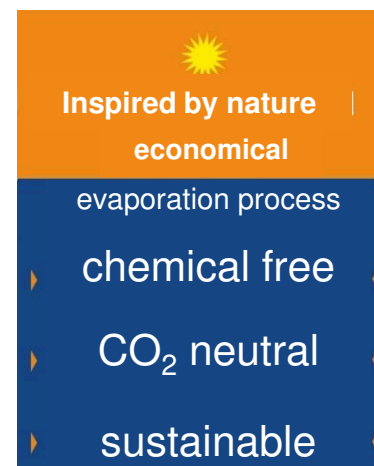 Inspired by nature
economical
evaporation process
chemical free
CO₂ neutral
sustainable